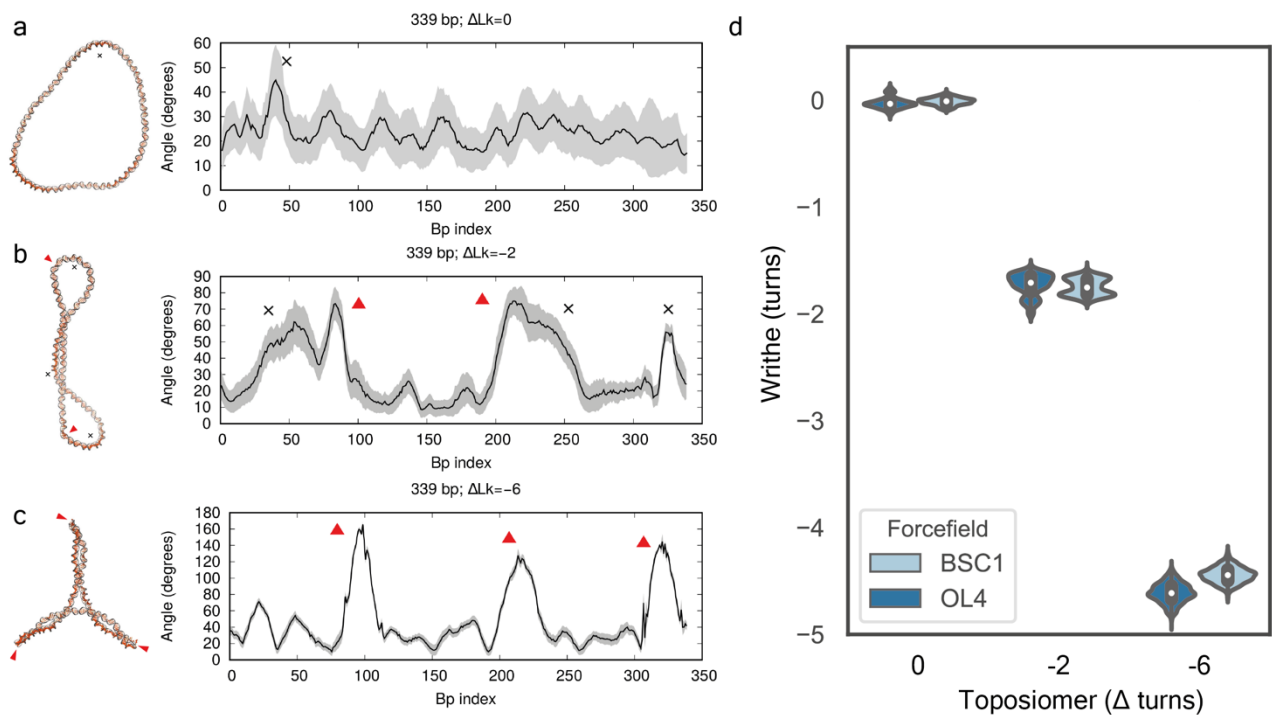 a
339 bp; ΔLk=0
60
50
40
30
20
10
0
Angle (degrees)
×
×
0 50 100 150 200 250 300 350
Bp index
b
339 bp; ΔLk=−2
90
80
70
60
50
40
30
20
10
0
Angle (degrees)
×
×
×
×
×
×
0 50 100 150 200 250 300 350
Bp index
c
339 bp; ΔLk=−6
180
160
140
120
100
80
60
40
20
0
Angle (degrees)
0 50 100 150 200 250 300 350
Bp index
d
0
−1
−2
−3
−4
−5
Writhe (turns)
Forcefield
BSC1
OL4
0 -2 -6
Toposiomer (Δ turns)